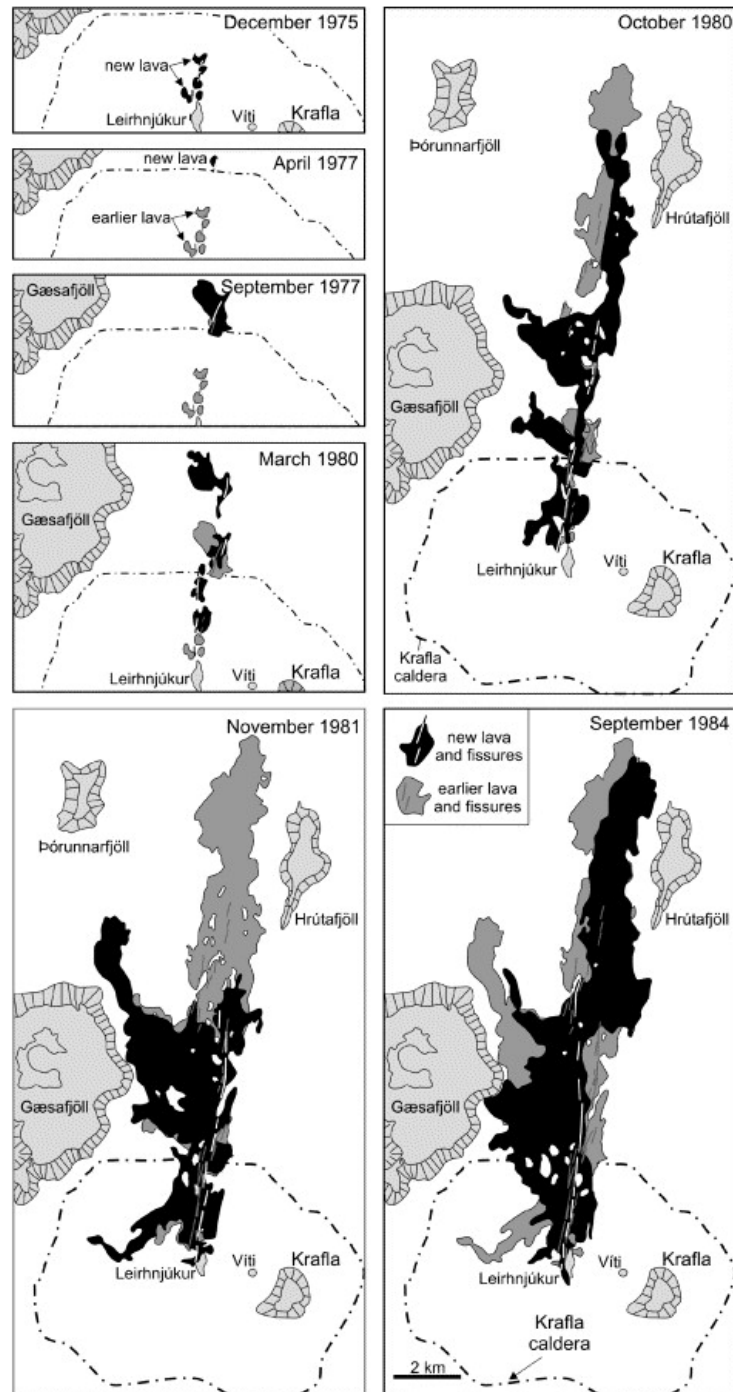 December 1975
new lava
Leirhnjúkur
Víti
Krafla
April 1977
new lava
earlier lava
September 1977
Gæsafjöll
March 1980
Gæsafjöll
Leirhnjúkur
Víti
Krafla
October 1980
Þórunnarfjöll
Hrútafjöll
Gæsafjöll
Leirhnjúkur
Víti
Krafla
Krafla
caldera
November 1981
Þórunnarfjöll
Hrútafjöll
Gæsafjöll
Leirhnjúkur
Víti
Krafla
September 1984
new lava
and fissures
earlier lava
and fissures
Hrútafjöll
Gæsafjöll
Leirhnjúkur
Víti
Krafla
Krafla
caldera
2 km